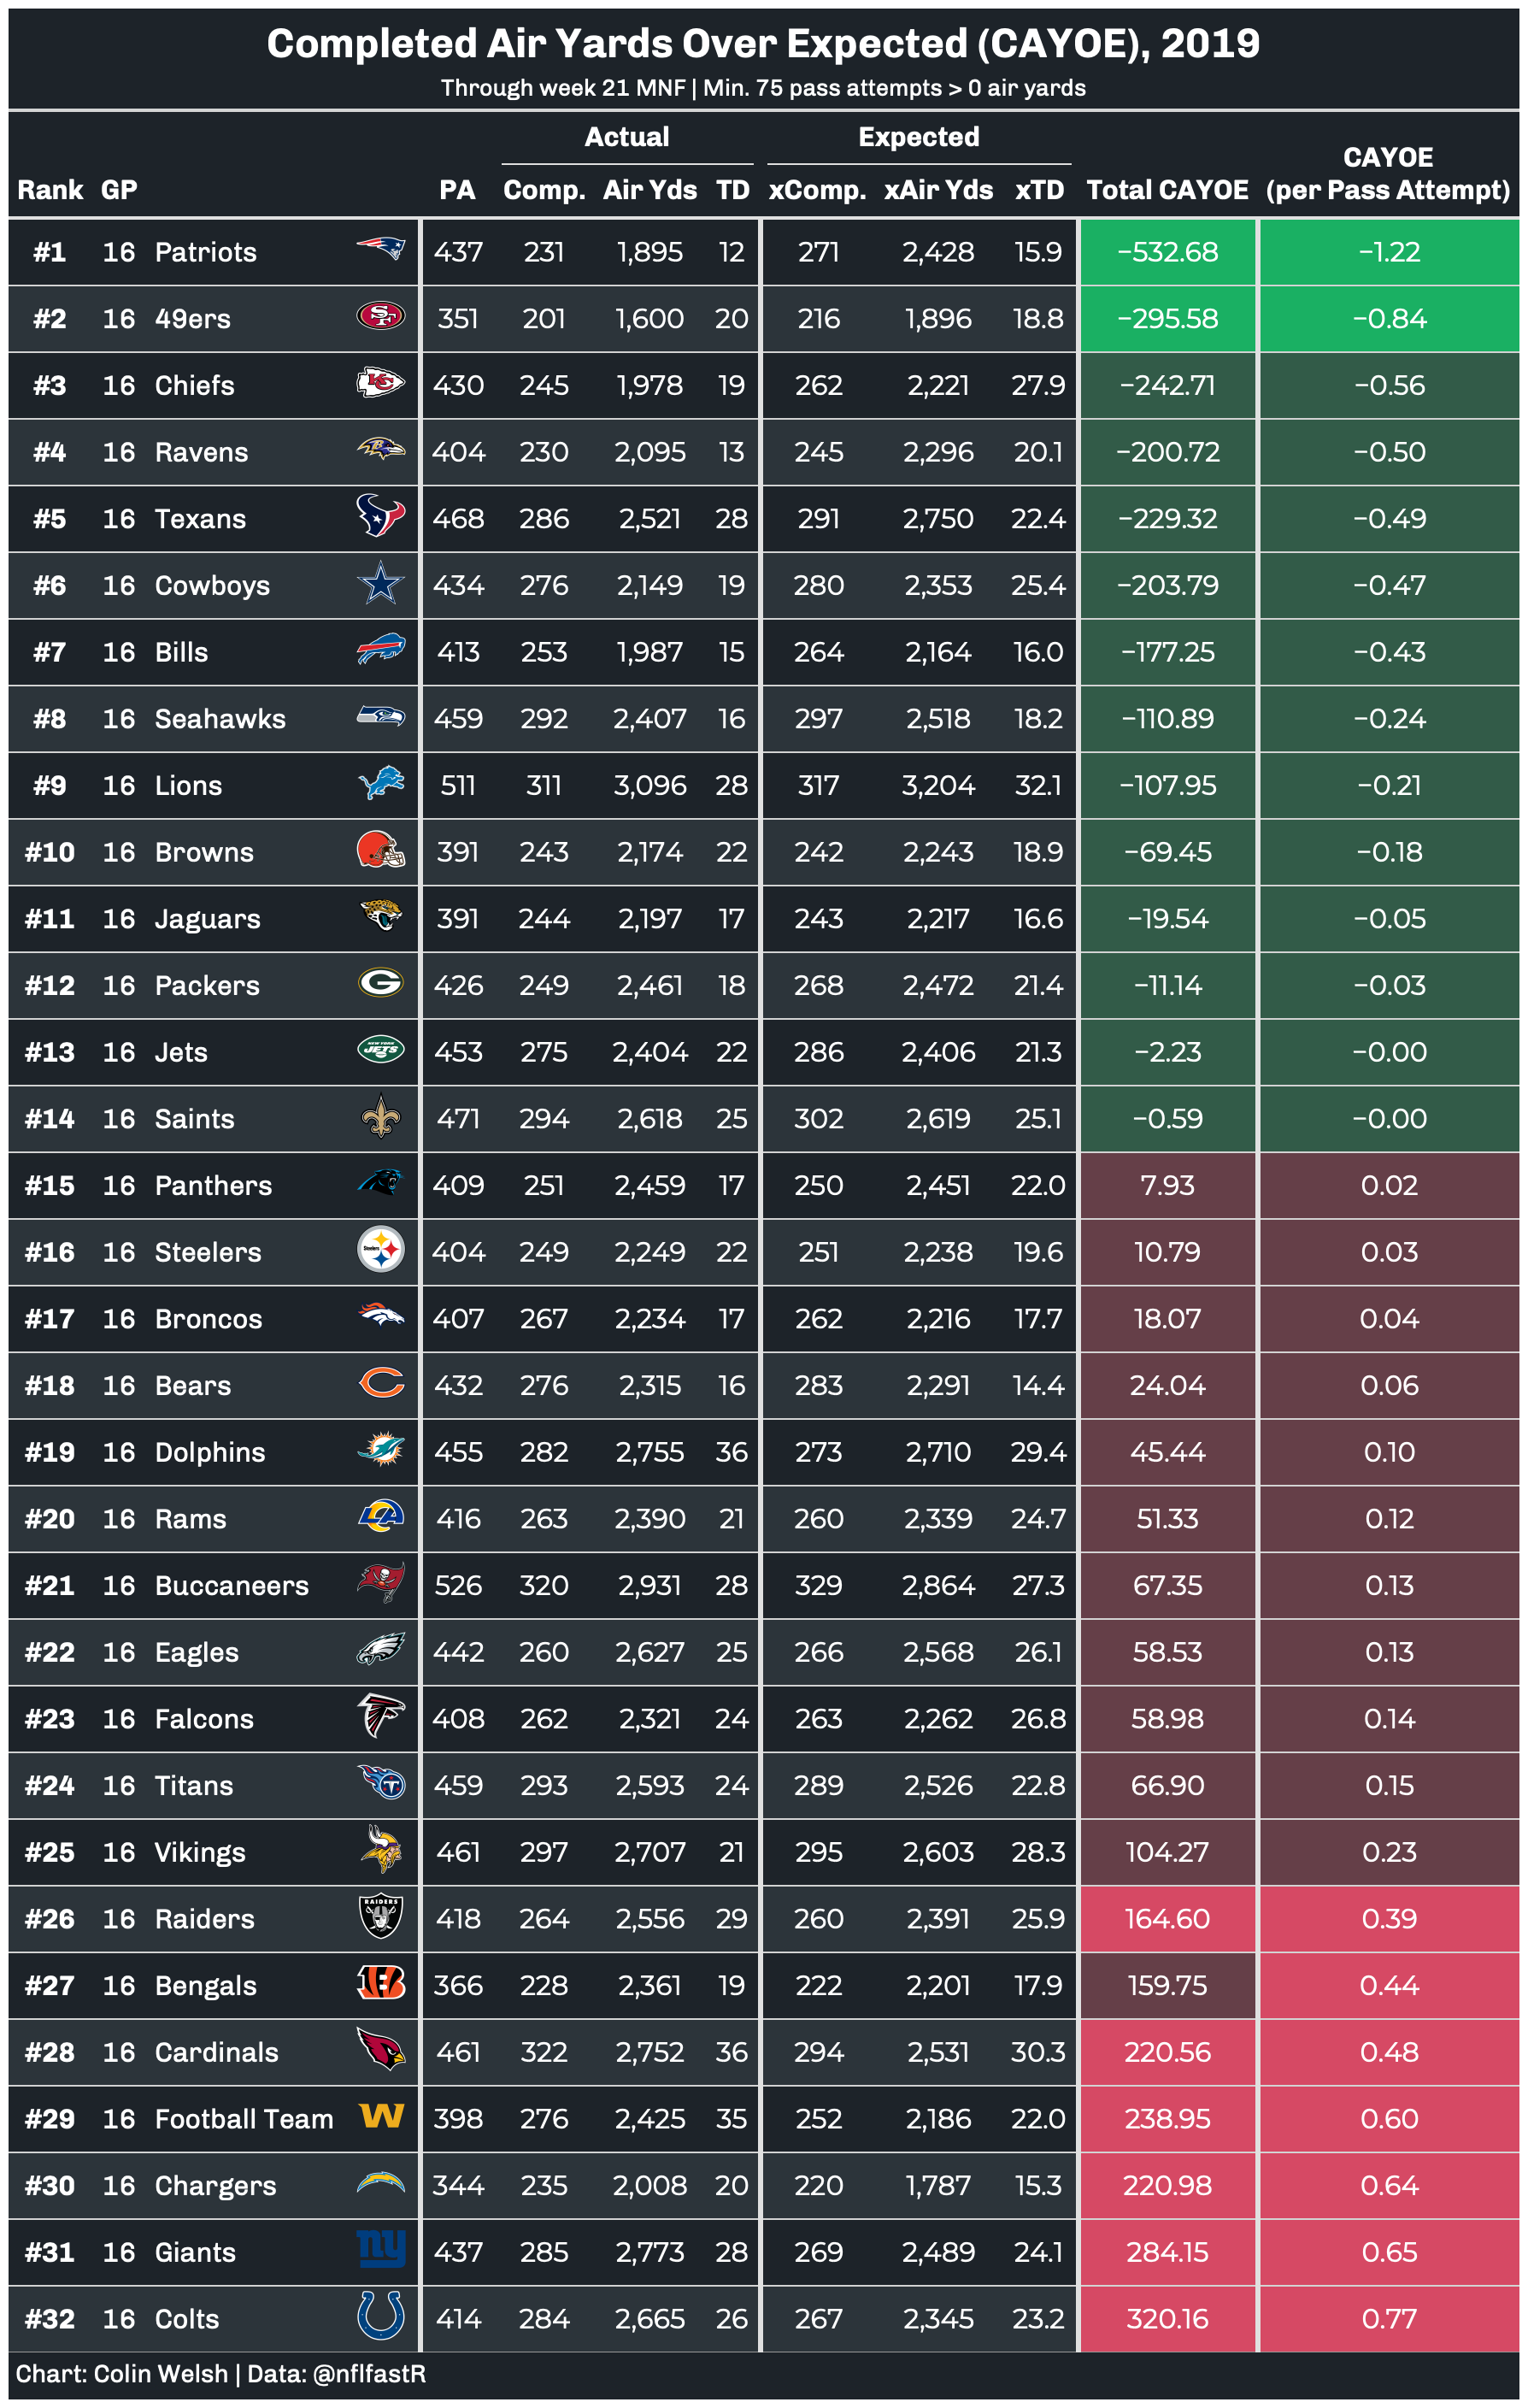 Completed Air Yards Over Expected (CAYOE), 2019
Through week 21 MNF | Min. 75 pass attempts > 0 air yards
Actual Expected
CAYOE
Rank GP PA Comp. Air Yds TD xComp. xAir Yds xTD Total CAYOE (per Pass Attempt)
#1 16 Patriots 437 231 1,895 12 271 2,428 15.9 −532.68 −1.22
#2 16 49ers SF 351 201 1,600 20 216 1,896 18.8 −295.58 −0.84
#3 16 Chiefs KC 430 245 1,978 19 262 2,221 27.9 −242.71 −0.56
#4 16 Ravens 404 230 2,095 13 245 2,296 20.1 −200.72 −0.50
#5 16 Texans 468 286 2,521 28 291 2,750 22.4 −229.32 −0.49
#6 16 Cowboys 434 276 2,149 19 280 2,353 25.4 −203.79 −0.47
#7 16 Bills 413 253 1,987 15 264 2,164 16.0 −177.25 −0.43
#8 16 Seahawks 459 292 2,407 16 297 2,518 18.2 −110.89 −0.24
#9 16 Lions 511 311 3,096 28 317 3,204 32.1 −107.95 −0.21
#10 16 Browns 391 243 2,174 22 242 2,243 18.9 −69.45 −0.18
#11 16 Jaguars 391 244 2,197 17 243 2,217 16.6 −19.54 −0.05
#12 16 Packers G 426 249 2,461 18 268 2,472 21.4 −11.14 −0.03
#13 16 Jets NEW YORK JETS 453 275 2,404 22 286 2,406 21.3 −2.23 −0.00
#14 16 Saints 471 294 2,618 25 302 2,619 25.1 −0.59 −0.00
#15 16 Panthers 409 251 2,459 17 250 2,451 22.0 7.93 0.02
#16 16 Steelers Steelers 404 249 2,249 22 251 2,238 19.6 10.79 0.03
#17 16 Broncos 407 267 2,234 17 262 2,216 17.7 18.07 0.04
#18 16 Bears C 432 276 2,315 16 283 2,291 14.4 24.04 0.06
#19 16 Dolphins 455 282 2,755 36 273 2,710 29.4 45.44 0.10
#20 16 Rams LA 416 263 2,390 21 260 2,339 24.7 51.33 0.12
#21 16 Buccaneers 526 320 2,931 28 329 2,864 27.3 67.35 0.13
#22 16 Eagles 442 260 2,627 25 266 2,568 26.1 58.53 0.13
#23 16 Falcons 408 262 2,321 24 263 2,262 26.8 58.98 0.14
#24 16 Titans T 459 293 2,593 24 289 2,526 22.8 66.90 0.15
#25 16 Vikings 461 297 2,707 21 295 2,603 28.3 104.27 0.23
#26 16 Raiders RAIDERS 418 264 2,556 29 260 2,391 25.9 164.60 0.39
#27 16 Bengals B 366 228 2,361 19 222 2,201 17.9 159.75 0.44
#28 16 Cardinals 461 322 2,752 36 294 2,531 30.3 220.56 0.48
#29 16 Football Team W 398 276 2,425 35 252 2,186 22.0 238.95 0.60
#30 16 Chargers 344 235 2,008 20 220 1,787 15.3 220.98 0.64
#31 16 Giants ny 437 285 2,773 28 269 2,489 24.1 284.15 0.65
#32 16 Colts 414 284 2,665 26 267 2,345 23.2 320.16 0.77
Chart: Colin Welsh | Data: @nflfastR